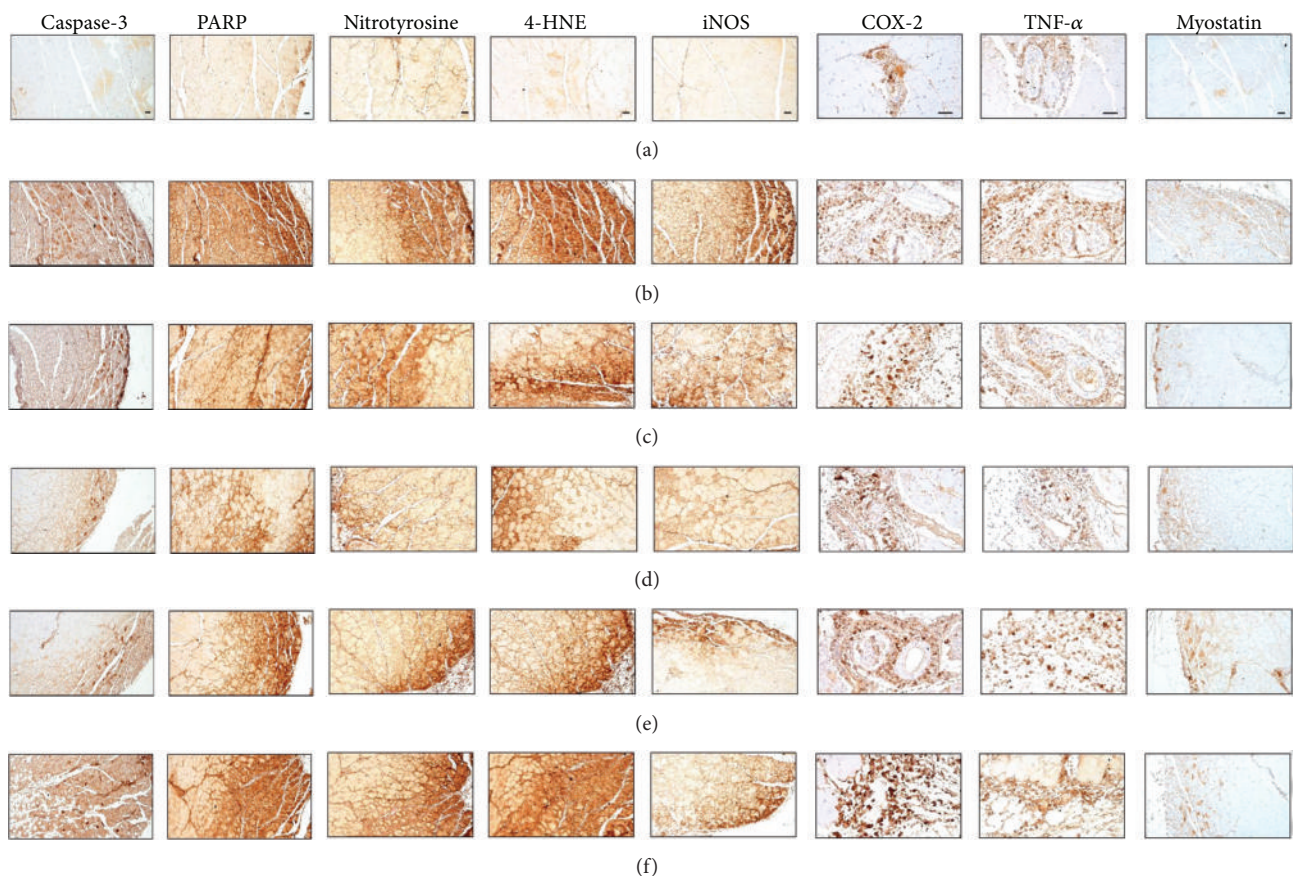 Caspase-3 PARP Nitrotyrosine 4-HNE iNOS COX-2 TNF-α Myostatin
(a)
(b)
(c)
(d)
(e)
(f)